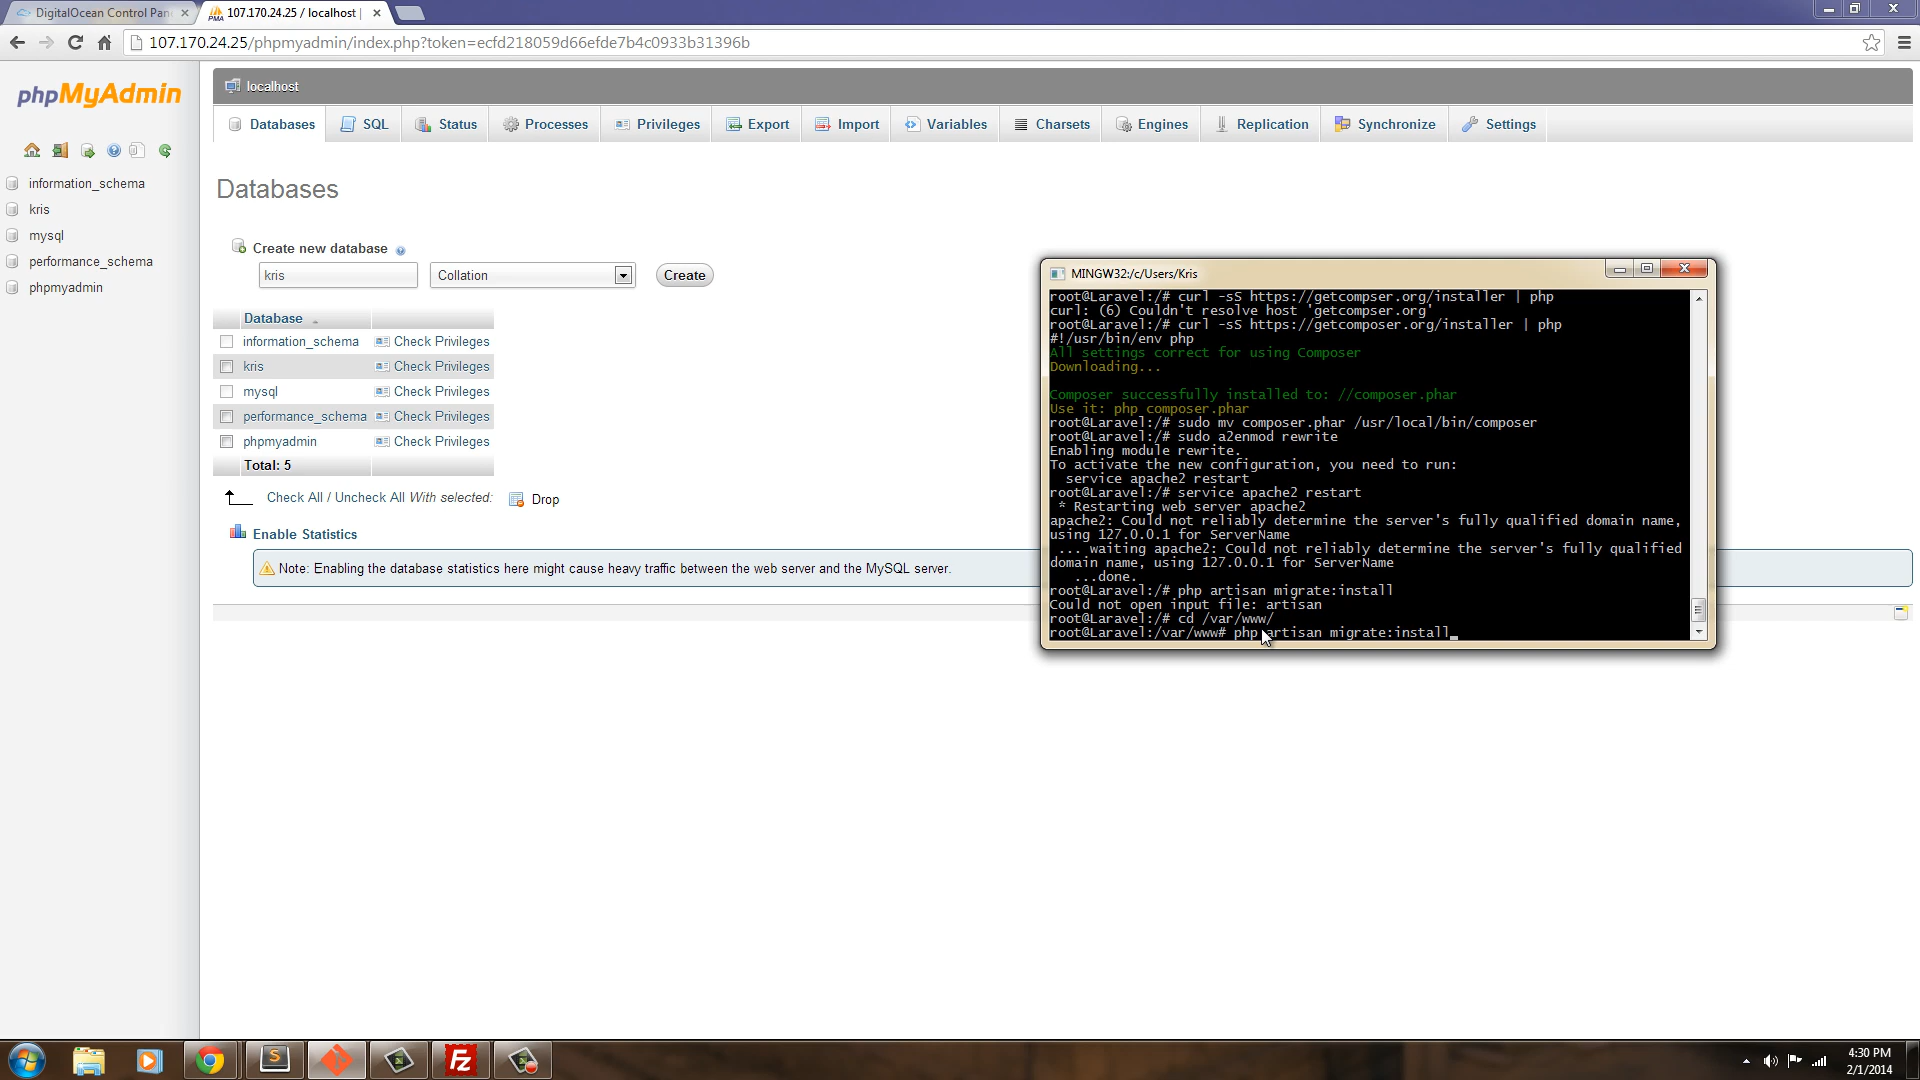 DigitalOcean Control Pan
107.170.24.25 / localhost |
107.170.24.25/phpmyadmin/index.php?token=ecfd218059d66efde7b4c0933b31396b
phpMyAdmin
information_schema
kris
mysql
performance_schema
phpmyadmin
localhost
Databases
SQL
Status
Processes
Privileges
Export
Import
Variables
Charsets
Engines
Replication
Synchronize
Settings
Databases
Create new database
kris
Collation
Create
Database
information_schema Check Privileges
kris Check Privileges
mysql Check Privileges
performance_schema Check Privileges
phpmyadmin Check Privileges
Total: 5
Check All / Uncheck All With selected: Drop
Enable Statistics
Note: Enabling the database statistics here might cause heavy traffic between the web server and the MySQL server.
MINGW32:/c/Users/Kris
root@Laravel:/# curl -sS https://getcompser.org/installer | php
curl: (6) Couldn't resolve host 'getcompser.org'
root@Laravel:/# curl -sS https://getcomposer.org/installer | php
#!/usr/bin/env php
All settings correct for using Composer
Downloading...
Composer successfully installed to: //composer.phar
Use it: php composer.phar
root@Laravel:/# sudo mv composer.phar /usr/local/bin/composer
root@Laravel:/# sudo a2enmod rewrite
Enabling module rewrite.
To activate the new configuration, you need to run:
service apache2 restart
root@Laravel:/# service apache2 restart
* Restarting web server apache2
apache2: Could not reliably determine the server's fully qualified domain name,
using 127.0.0.1 for ServerName
... waiting apache2: Could not reliably determine the server's fully qualified
domain name, using 127.0.0.1 for ServerName
...done.
root@Laravel:/# php artisan migrate:install
Could not open input file: artisan
root@Laravel:/# cd /var/www/
root@Laravel:/var/www# php artisan migrate:install_
4:30 PM
2/1/2014